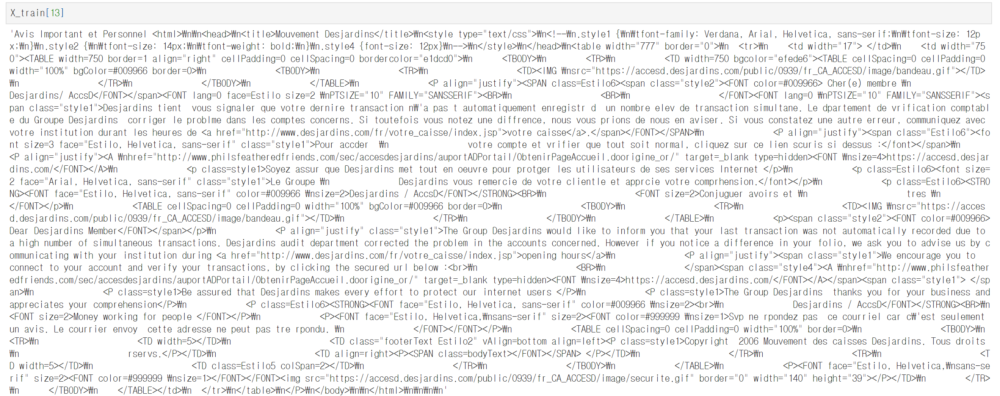 X_train[13]
'Avis Important et Personnel <html>₩n₩n<head>₩n<title>Mouvement Desjardins</title>₩n<style type="text/css">₩n<!--₩n.style1 {₩n₩tfont-family: Verdana, Arial, Helvetica, sans-serif;₩n₩tfont-size: 12p
x;₩n}₩n.style2 {₩n₩tfont-size: 14px;₩n₩tfont-weight: bold;₩n}₩n.style4 {font-size: 12px}₩n-->₩n</style>₩n</head>₩n<table width="777" border="0">₩n  <tr>₩n    <td width="17"> </td>₩n    <td width="75
0"><TABLE width=750 border=1 align="right" cellPadding=0 cellSpacing=0 bordercolor="e1dcd0">₩n      <TBODY>₩n        <TR>₩n          <TD width=750 bgcolor="efede6"><TABLE cellSpacing=0 cellPadding=0
width="100%" bgColor=#009966 border=0>₩n              <TBODY>₩n                <TR>₩n                  <TD><IMG ₩nsrc="https://accesd.desjardins.com/public/0939/fr_CA_ACCESD/image/bandeau.gif"></TD>
₩n                </TR>₩n              </TBODY>₩n            </TABLE>₩n              <P align="justify"><SPAN class=Estilo6><span class="style2"><FONT color=#009966> Cher(e) membre ₩n
Desjardins/ AccsD</FONT></span><FONT lang=0 face=Estilo size=2 ₩nPTSIZE="10" FAMILY="SANSSERIF"><BR>₩n                  <BR>₩n                  </FONT><FONT lang=0 ₩nPTSIZE="10" FAMILY="SANSSERIF"><s
pan class="style1">Desjardins tient  vous signaler que votre dernire transaction n₩'a pas t automatiquement enregistr d  un nombre elev de transaction simultane. Le dpartement de vrification comptabl
e du Groupe Desjardins  corriger le problme dans les comptes concerns. Si toutefois vous notez une diffrence, nous vous prions de nous en aviser. Si vous constatez une autre erreur, communiquez avec
votre institution durant les heures de <a href="http://www.desjardins.com/fr/votre_caisse/index.jsp">votre caisse</a>.</span></FONT></SPAN>₩n              <P align="justify"><span class="Estilo6"><fo
nt size=3 face="Estilo, Helvetica, sans-serif" class="style1">Pour accder  ₩n                votre compte et vrifier que tout soit normal, cliquez sur ce lien scuris si dessus :</font></span>₩n
<P align="justify"><A ₩nhref="http://www.philsfeatheredfriends.com/sec/accesdesjardins/auportADPortail/ObtenirPageAccueil.doorigine_or/" target=_blank type=hidden><FONT ₩nsize=4>https://accesd.desjar
dins.com/</FONT></A>₩n              <p class=style1>Soyez assur que Desjardins met tout en oeuvre pour protger les utilisateurs de ses services Internet </p>₩n            <p class=Estilo6><font size=
2 face="Arial, Helvetica, sans-serif" class="style1">Le Groupe ₩n              Desjardins vous remercie de votre clientle et apprcie votre comprhension.</font></p>₩n            <p class=Estilo6><STRO
NG><FONT face="Estilo, Helvetica, sans-serif" color=#009966 ₩nsize=2>Desjardins / AccsD</FONT></STRONG><BR>₩n                  <FONT size=2>Conjuguer avoirs et ₩n                    tres ₩n
</FONT></p>₩n            <TABLE cellSpacing=0 cellPadding=0 width="100%" bgColor=#009966 border=0>₩n                <TBODY>₩n                  <TR>₩n                    <TD><IMG ₩nsrc="https://acces
d.desjardins.com/public/0939/fr_CA_ACCESD/image/bandeau.gif"></TD>₩n                  </TR>₩n                </TBODY>₩n              </TABLE>₩n            <p><span class="style2"><FONT color=#009966>
Dear Desjardins Member</FONT></span></p>₩n            <P align="justify" class="style1">The Group Desjardins would like to inform you that your last transaction was not automatically recorded due to
a high number of simultaneous transactions. Desjardins audit department corrected the problem in the accounts concerned. However if you notice a difference in your folio, we ask you to advise us by c
ommunicating with your institution during <a href="http://www.desjardins.com/fr/votre_caisse/index.jsp">opening hours</a>₩n              <P align="justify"><span class="style1">We encourage you to
connect to your account and verify your transactions, by clicking the secured url below :<br>₩n                    <BR>₩n                </span><span class="style4"><A ₩nhref="http://www.philsfeather
edfriends.com/sec/accesdesjardins/auportADPortail/ObtenirPageAccueil.doorigine_or/" target=_blank type=hidden><FONT ₩nsize=4>https://accesd.desjardins.com/</FONT></A></span><span class="style1"> </sp
an>₩n              <P class=style1>Be assured that Desjardins makes every effort to protect our internet users </P>₩n            <P class=style1>The Group Desjardins  thanks you for your business and
appreciates your comprehension</P>₩n            <P class=Estilo6><STRONG><FONT face="Estilo, Helvetica, sans-serif" color=#009966 ₩nsize=2><br>₩n              Desjardins / AccsD</FONT></STRONG><BR>₩n
<FONT size=2>Money working for people </FONT></P>₩n            <P><FONT face="Estilo, Helvetica,₩nsans-serif" size=2><FONT color=#999999 ₩nsize=1>Svp ne rpondez pas  ce courriel car c₩'est seulement
un avis. Le courrier envoy  cette adresse ne peut pas tre rpondu. ₩n              </FONT></FONT></P>₩n            <TABLE cellSpacing=0 cellPadding=0 width="100%" border=0>₩n                <TBODY>₩n
<TR>₩n                    <TD width=5></TD>₩n                    <TD class="footerText Estilo2" vAlign=bottom align=left><P class=style1>Copyright  2006 Mouvement des caisses Desjardins. Tous droits
₩n                      rservs.</P></TD>₩n                    <TD align=right><P><SPAN class=bodyText></FONT></SPAN> </P></TD>₩n                  </TR>₩n                  <TR>₩n                    <T
D width=5></TD>₩n                    <TD class=Estilo5 colSpan=2></TD>₩n                  </TR>₩n                </TBODY>₩n            </TABLE>₩n            <P><FONT face="Estilo, Helvetica,₩nsans-se
rif" size=2><FONT color=#999999 ₩nsize=1></FONT></FONT><img src="https://accesd.desjardins.com/public/0939/fr_CA_ACCESD/image/securite.gif" border="0" width="140" height="39"></P></TD>₩n        </TR>
₩n      </TBODY>₩n    </TABLE></td>₩n  </tr>₩n</table>₩n</P>₩n</body>₩n₩n</html>₩n₩n₩n₩n'